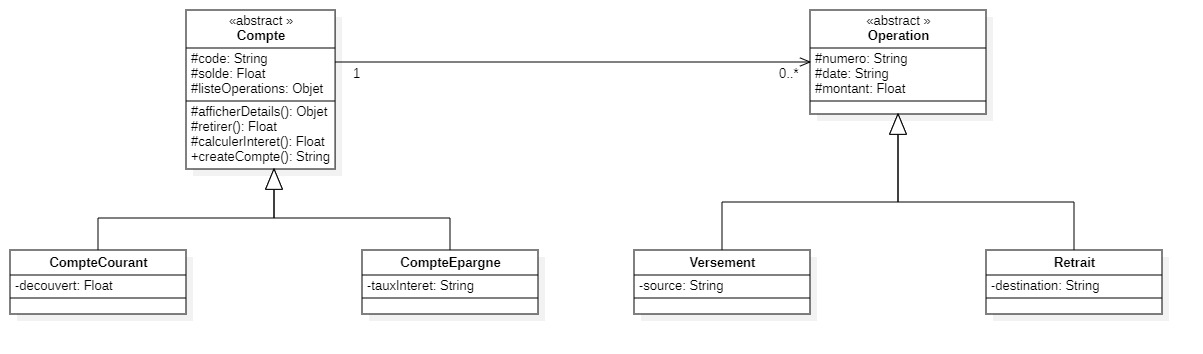 «abstract »
Compte
#code: String
#solde: Float
#listeOperations: Objet
#afficherDetails(): Objet
#retirer(): Float
#calculerInteret(): Float
+createCompte(): String
1
0..*
«abstract »
Operation
#numero: String
#date: String
#montant: Float
CompteCourant
-decouvert: Float
CompteEpargne
-tauxInteret: String
Versement
-source: String
Retrait
-destination: String